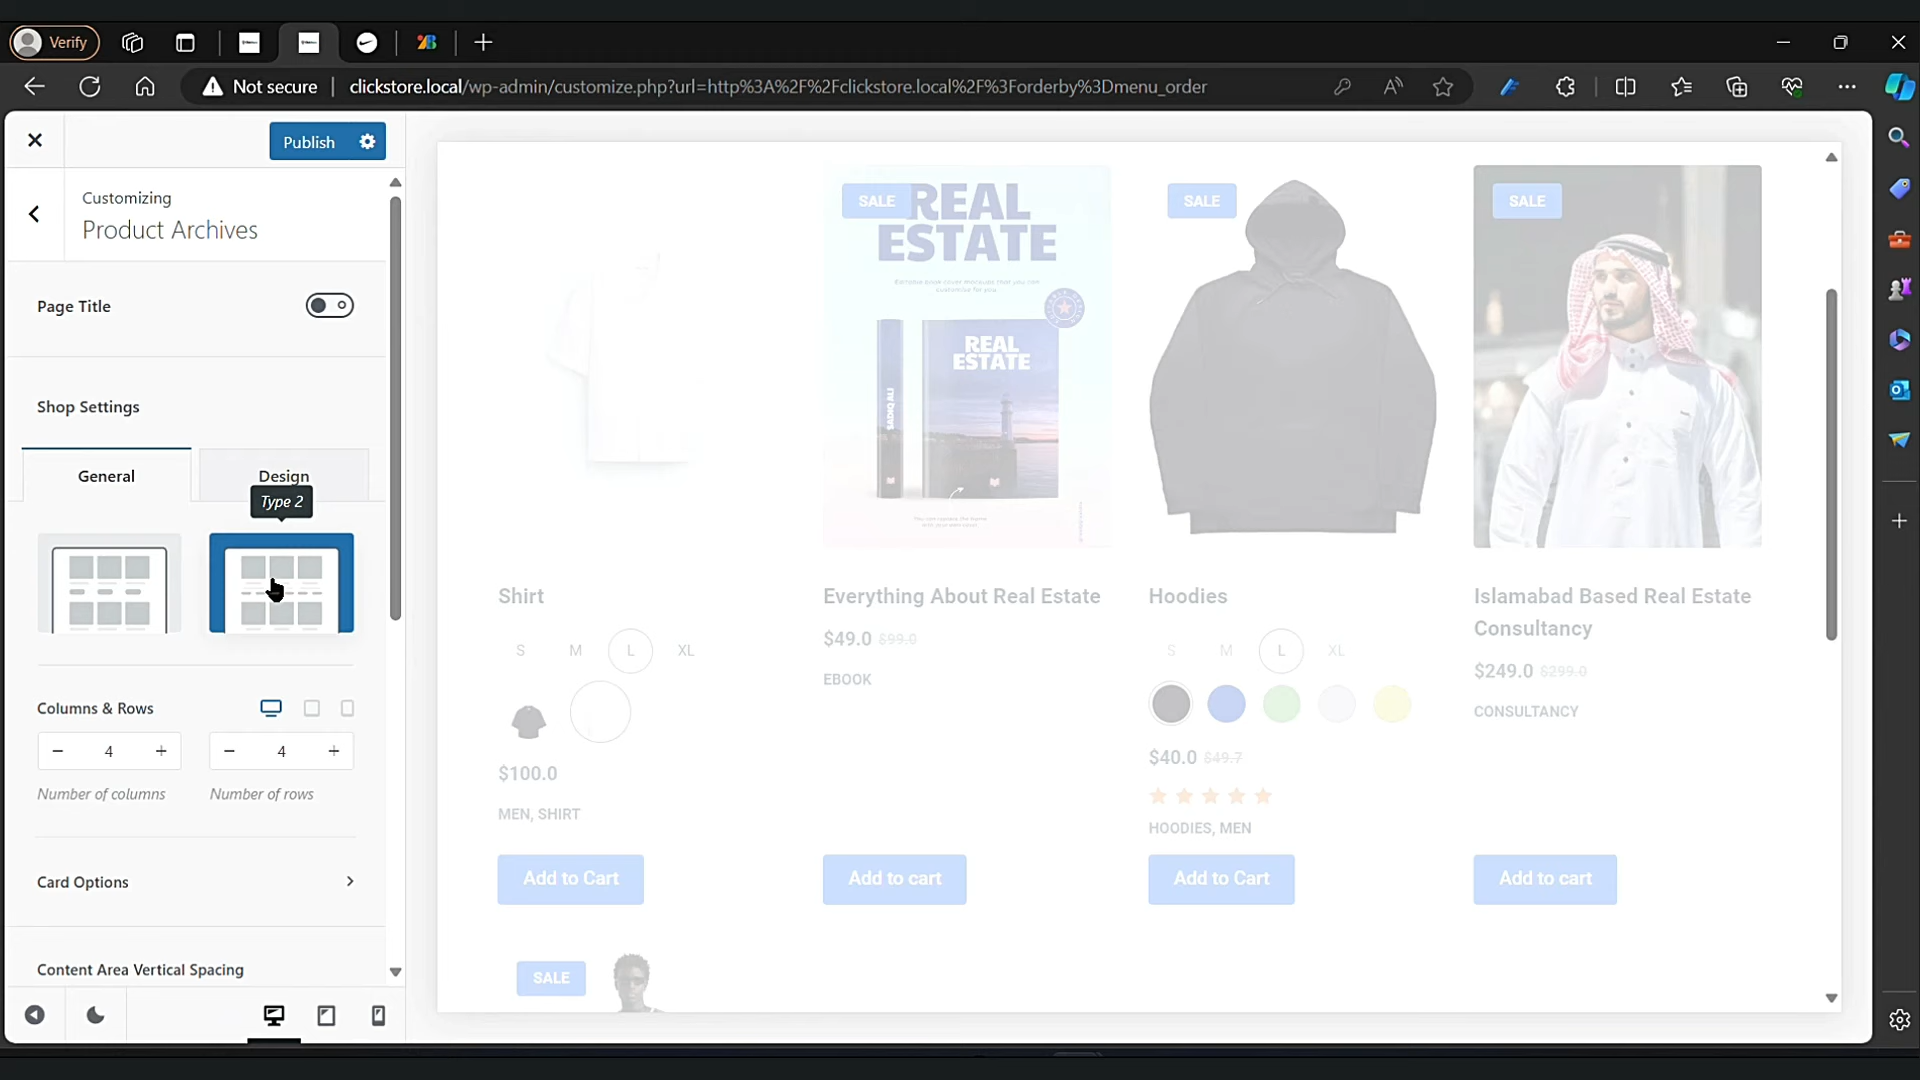 Verify
Not secure
clickstore.local/wp-admin/customize.php?url=http%3A%2F%2Fclickstore.local%2F%3Forderby%3Dmenu_order
Publish
Customizing
Product Archives
Page Title
Shop Settings
General
Design
Type 2
Columns & Rows
4
4
Number of columns
Number of rows
Card Options
Content Area Vertical Spacing
SALE
REAL
ESTATE
REAL
ESTATE
SADIQ ALI
SALE
SALE
Shirt
S M L XL
$100.0
MEN, SHIRT
Add to Cart
Everything About Real Estate
$49.0 $99.0
EBOOK
Add to cart
Hoodies
S M L XL
$40.0 $49.7
HOODIES, MEN
Add to Cart
Islamabad Based Real Estate
Consultancy
$249.0 $299.0
CONSULTANCY
Add to cart
SALE